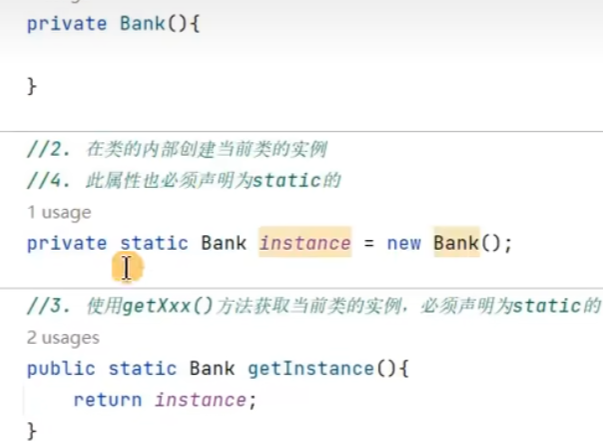 private Bank(){
}
//2. 在类的内部创建当前类的实例
//4. 此属性也必须声明为static的
1 usage
private static Bank instance = new Bank();
//3. 使用getXxx()方法获取当前类的实例，必须声明为static的
2 usages
public static Bank getInstance(){
return instance;
}